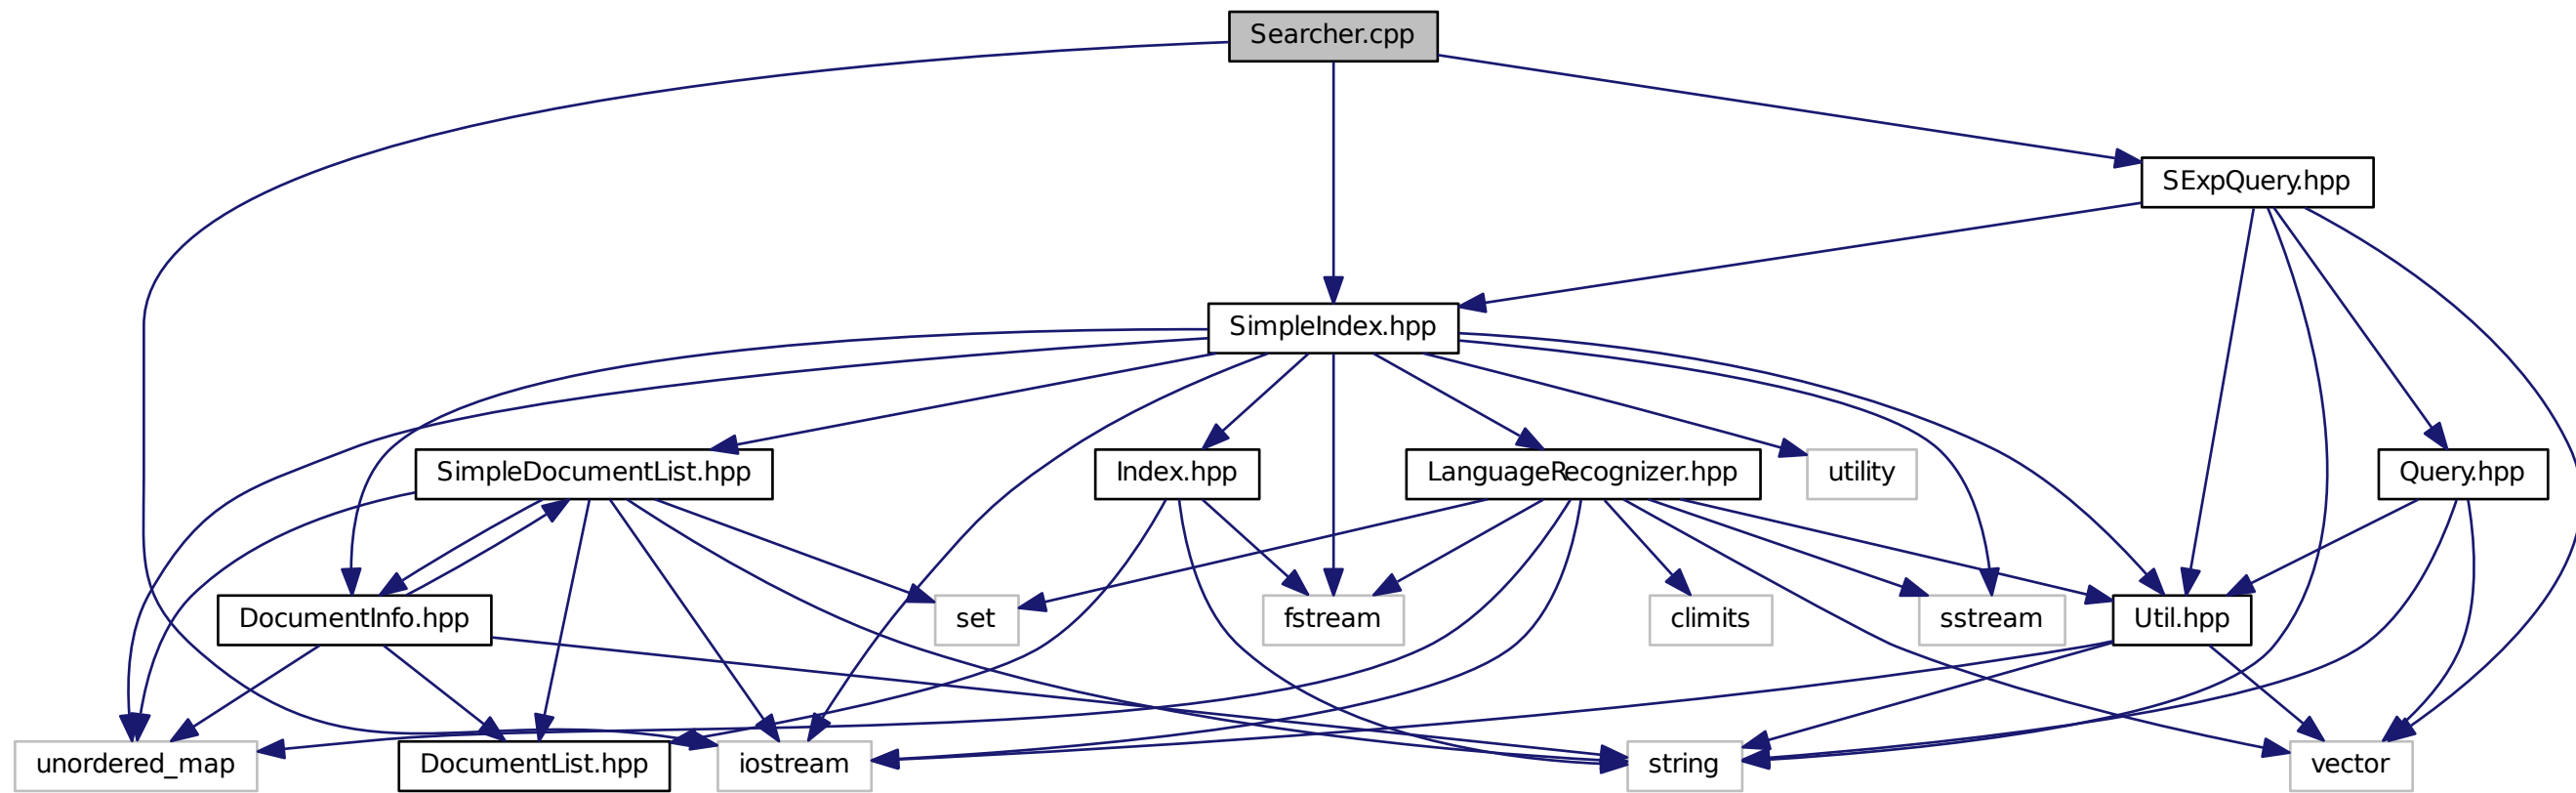 Searcher.cpp
SExpQuery.hpp
SimpleIndex.hpp
SimpleDocumentList.hpp
Index.hpp
LanguageRecognizer.hpp
utility
Query.hpp
DocumentInfo.hpp
set
fstream
climits
sstream
Util.hpp
unordered_map
DocumentList.hpp
iostream
string
vector